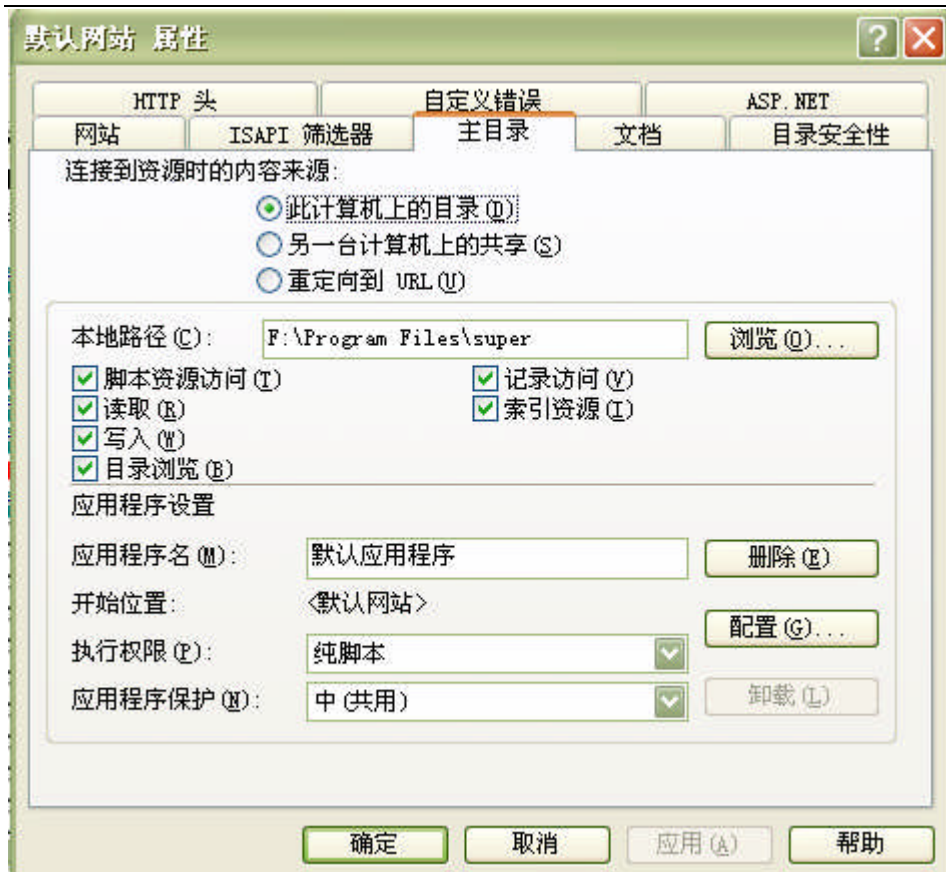 默认网站 属性
HTTP 头 自定义错误 ASP.NET
网站 ISAPI 筛选器 主目录 文档 目录安全性
连接到资源时的内容来源:
此计算机上的目录(D)
另一台计算机上的共享(S)
重定向到 URL(U)
本地路径(C): F:\Program Files\super 浏览(O)...
脚本资源访问(T) 记录访问(V)
读取(R) 索引资源(I)
写入(W)
目录浏览(B)
应用程序设置
应用程序名(M): 默认应用程序 删除(E)
开始位置: <默认网站>
配置(G)...
执行权限(P): 纯脚本
应用程序保护(N): 中(共用) 卸载(L)
确定 取消 应用(A) 帮助